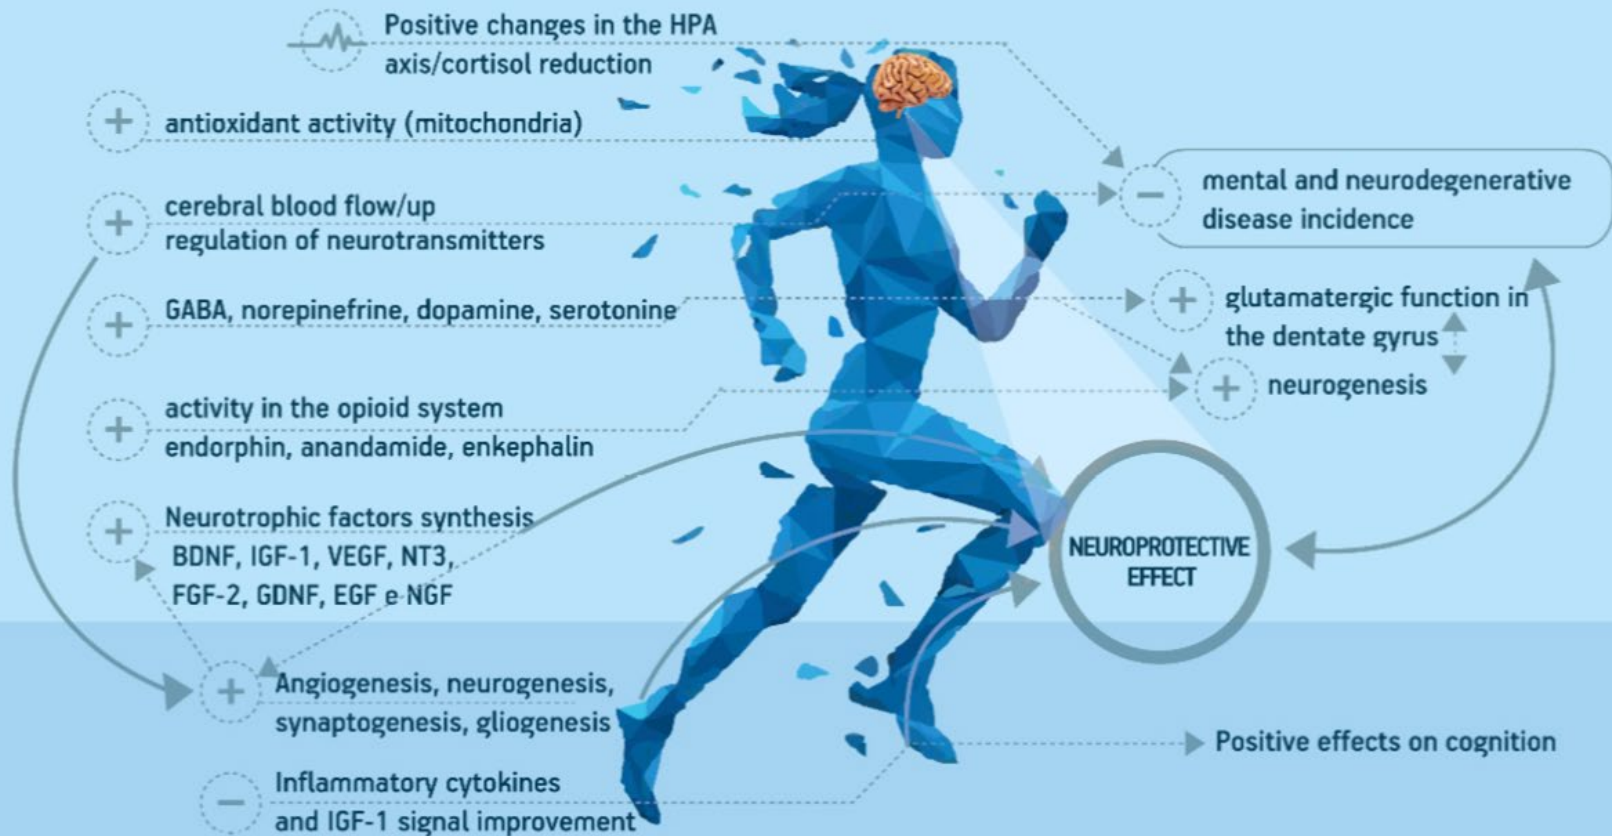 Positive changes in the HPA
axis/cortisol reduction
antioxidant activity (mitochondria)
cerebral blood flow/up
regulation of neurotransmitters
GABA, norepinefrine, dopamine, serotonine
activity in the opioid system
endorphin, anandamide, enkephalin
Neurotrophic factors synthesis
BDNF, IGF-1, VEGF, NT3,
FGF-2, GDNF, EGF e NGF
Angiogenesis, neurogenesis,
synaptogenesis, gliogenesis
Inflammatory cytokines
and IGF-1 signal improvement
mental and neurodegenerative
disease incidence
glutamatergic function in
the dentate gyrus
neurogenesis
NEUROPROTECTIVE
EFFECT
Positive effects on cognition